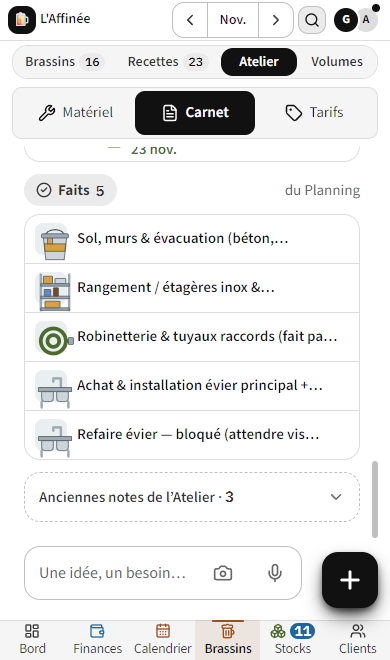 L'Affinée
Nov.
G
A
Brassins 16
Recettes 23
Atelier
Volumes
Matériel
Carnet
Tarifs
— 23 nov.
Faits 5
du Planning
Sol, murs & évacuation (béton,…
Rangement / étagères inox &…
Robinetterie & tuyaux raccords (fait pa…
Achat & installation évier principal +…
Refaire évier — bloqué (attendre vis…
Anciennes notes de l’Atelier · 3
Une idée, un besoin…
Bord
Finances
Calendrier
Brassins
11
Stocks
Clients